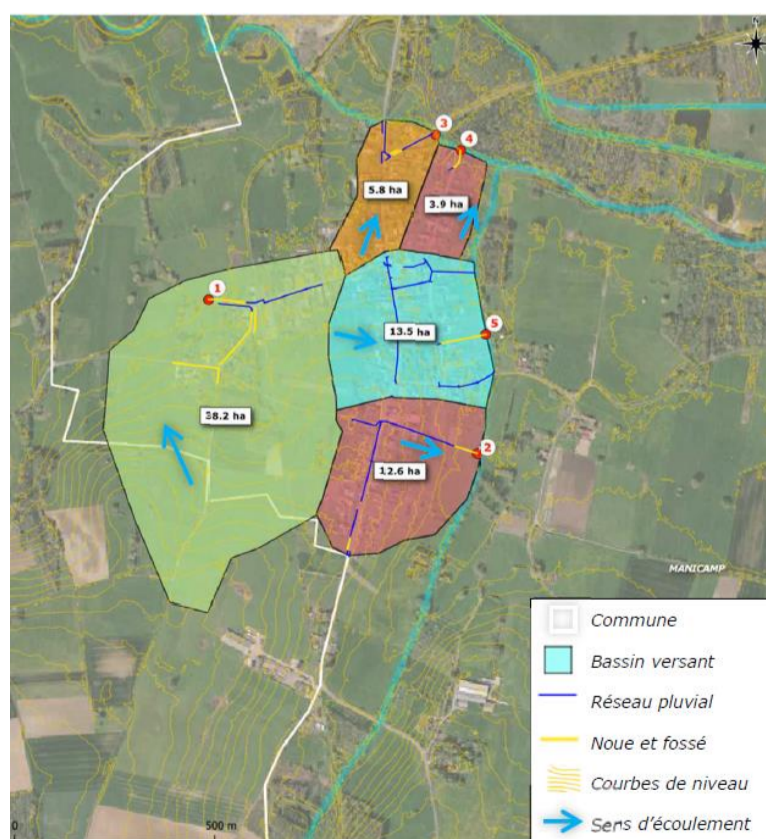 3
4
5.8 ha
3.9 ha
1
13.5 ha
5
38.2 ha
2
12.6 ha
MANICAMP
Commune
Bassin versant
Réseau pluvial
Noue et fossé
Courbes de niveau
Sens d'écoulement
0
500 m